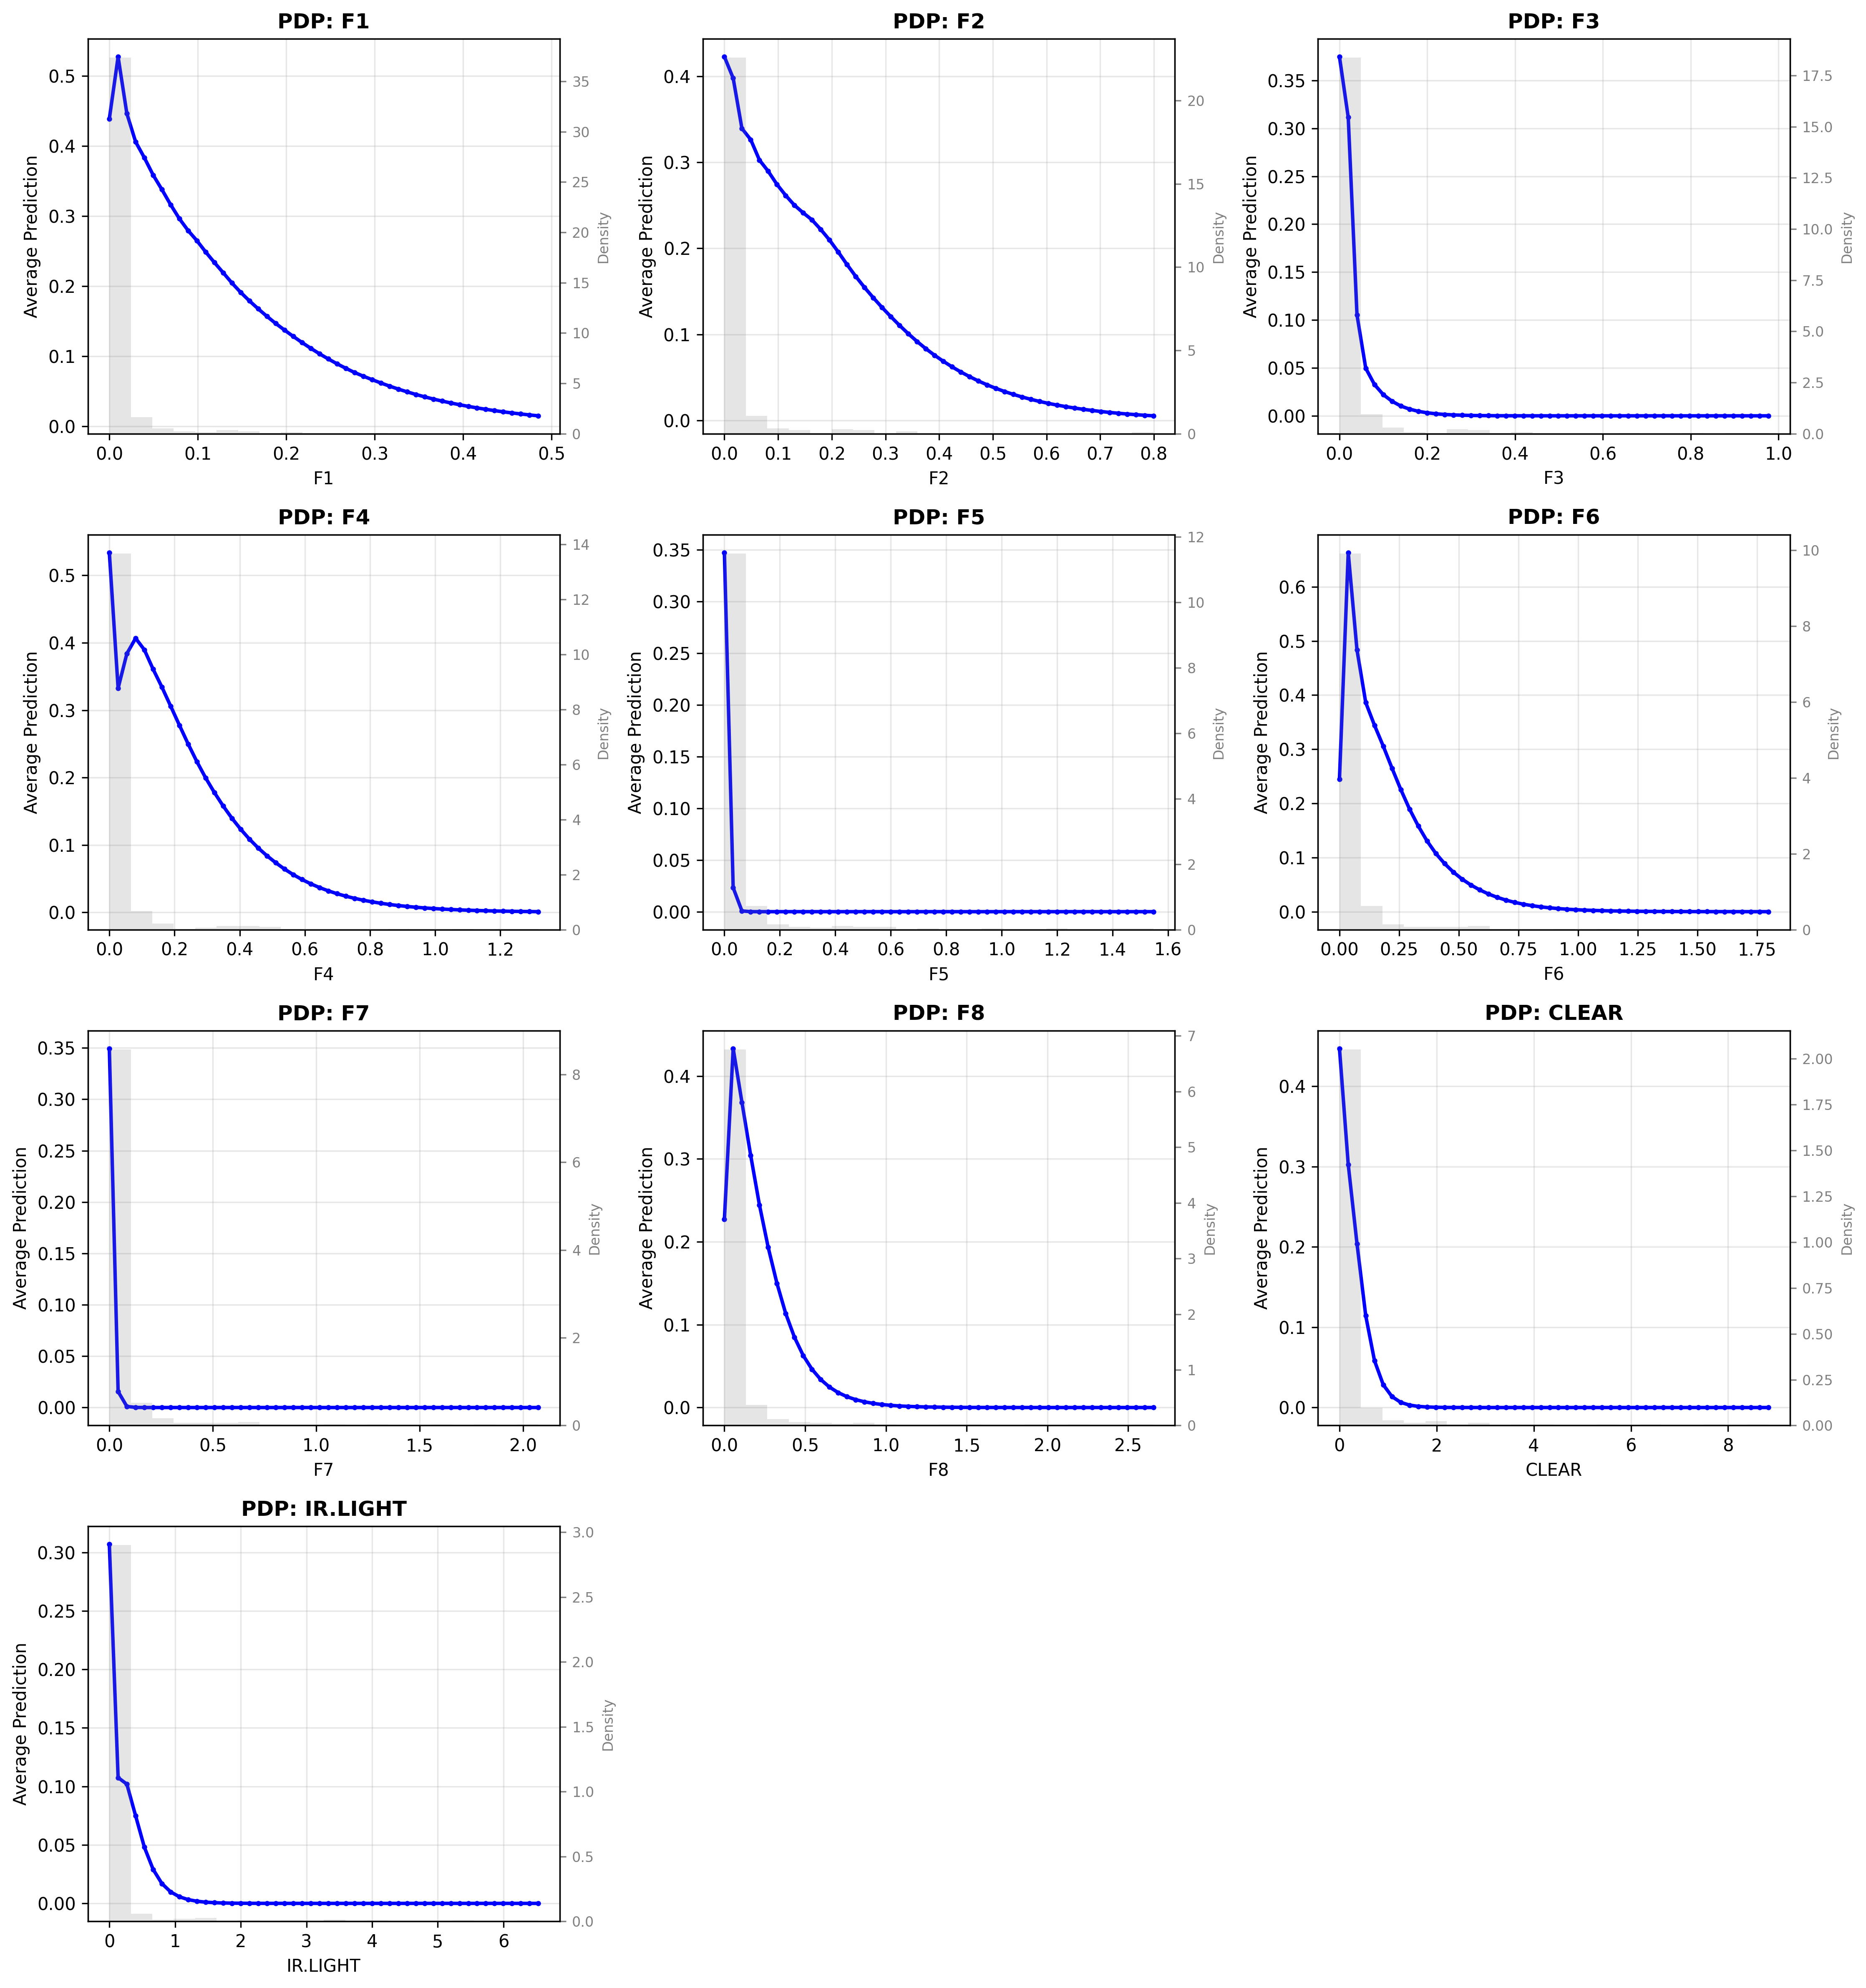 PDP: F1
Average Prediction
0.5
0.4
0.3
0.2
0.1
0.0
35
30
25
20
15
10
5
0
Density
0.0 0.1 0.2 0.3 0.4 0.5
F1
PDP: F2
Average Prediction
0.4
0.3
0.2
0.1
0.0
20
15
10
5
0
Density
0.0 0.1 0.2 0.3 0.4 0.5 0.6 0.7 0.8
F2
PDP: F3
Average Prediction
0.35
0.30
0.25
0.20
0.15
0.10
0.05
0.00
17.5
15.0
12.5
10.0
7.5
5.0
2.5
0.0
Density
0.0 0.2 0.4 0.6 0.8 1.0
F3
PDP: F4
Average Prediction
0.5
0.4
0.3
0.2
0.1
0.0
14
12
10
8
6
4
2
0
Density
0.0 0.2 0.4 0.6 0.8 1.0 1.2
F4
PDP: F5
Average Prediction
0.35
0.30
0.25
0.20
0.15
0.10
0.05
0.00
12
10
8
6
4
2
0
Density
0.0 0.2 0.4 0.6 0.8 1.0 1.2 1.4 1.6
F5
PDP: F6
Average Prediction
0.6
0.5
0.4
0.3
0.2
0.1
0.0
10
8
6
4
2
0
Density
0.00 0.25 0.50 0.75 1.00 1.25 1.50 1.75
F6
PDP: F7
Average Prediction
0.35
0.30
0.25
0.20
0.15
0.10
0.05
0.00
8
6
4
2
0
Density
0.0 0.5 1.0 1.5 2.0
F7
PDP: F8
Average Prediction
0.4
0.3
0.2
0.1
0.0
7
6
5
4
3
2
1
0
Density
0.0 0.5 1.0 1.5 2.0 2.5
F8
PDP: CLEAR
Average Prediction
0.4
0.3
0.2
0.1
0.0
2.00
1.75
1.50
1.25
1.00
0.75
0.50
0.25
0.00
Density
0 2 4 6 8
CLEAR
PDP: IR.LIGHT
Average Prediction
0.30
0.25
0.20
0.15
0.10
0.05
0.00
3.0
2.5
2.0
1.5
1.0
0.5
0.0
Density
0 1 2 3 4 5 6
IR.LIGHT